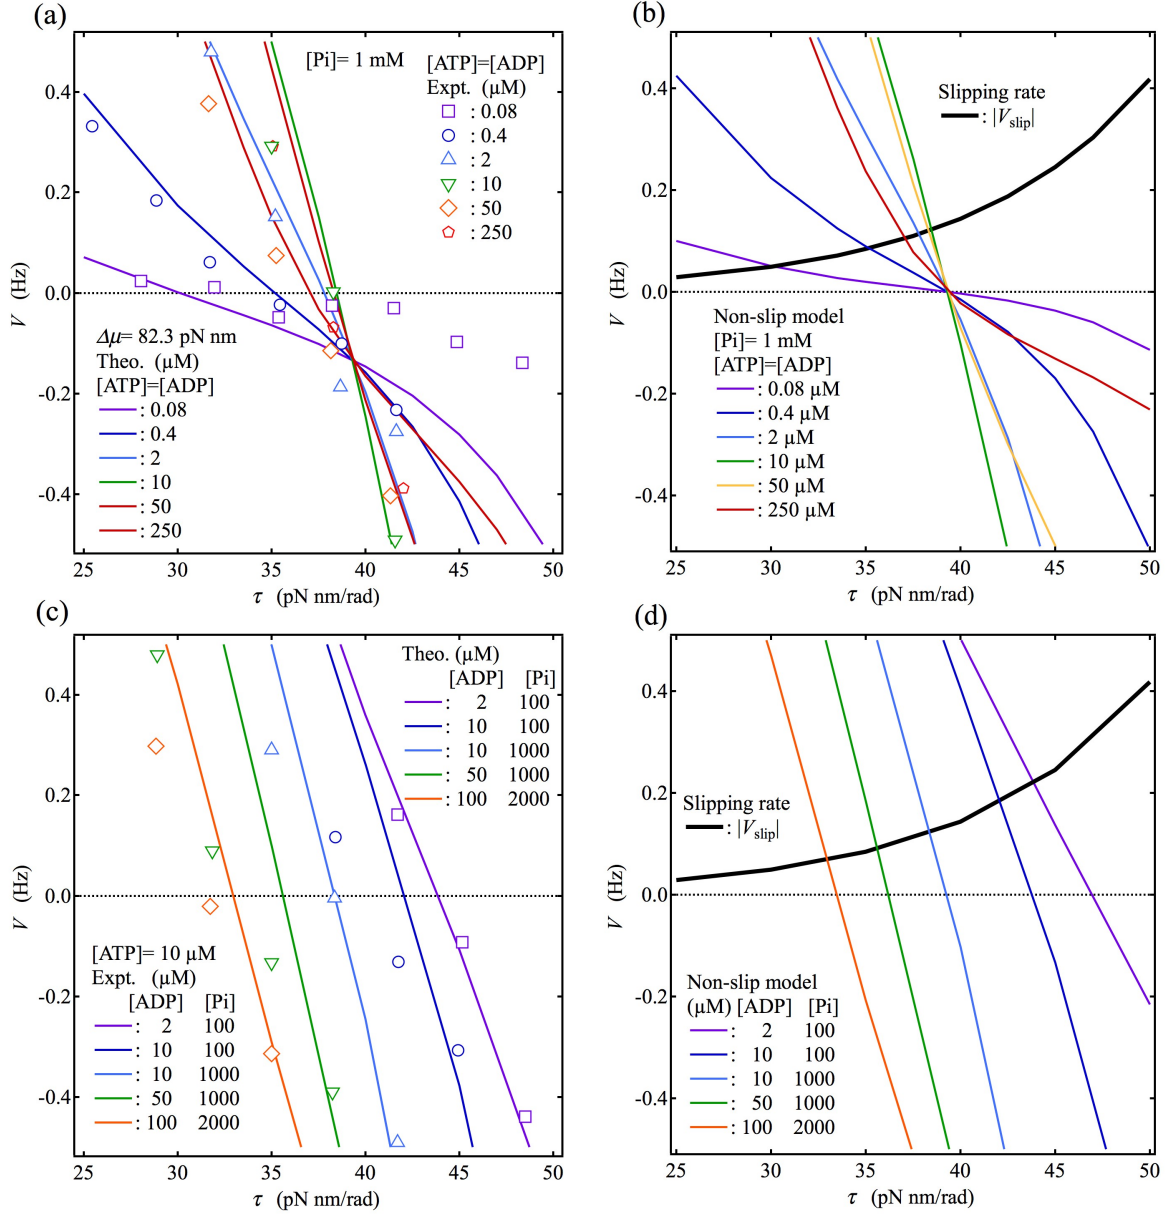 (a)
[Pi]= 1 mM
[ATP]=[ADP]
Expt. (µM)
: 0.08
: 0.4
: 2
: 10
: 50
: 250
Δμ= 82.3 pN nm
Theo. (µM)
[ATP]=[ADP]
: 0.08
: 0.4
: 2
: 10
: 50
: 250
0.4
0.2
0.0
-0.2
-0.4
V (Hz)
25 30 35 40 45 50
τ (pN nm/rad)
(b)
Slipping rate
: |Vslip|
Non-slip model
[Pi]= 1 mM
[ATP]=[ADP]
: 0.08 µM
: 0.4 µM
: 2 µM
: 10 µM
: 50 µM
: 250 µM
0.4
0.2
0.0
-0.2
-0.4
V (Hz)
25 30 35 40 45 50
τ (pN nm/rad)
(c)
Theo. (µM)
[ADP] [Pi]
: 2 100
: 10 100
: 10 1000
: 50 1000
: 100 2000
[ATP]= 10 µM
Expt. (µM)
[ADP] [Pi]
: 2 100
: 10 100
: 10 1000
: 50 1000
: 100 2000
0.4
0.2
0.0
-0.2
-0.4
V (Hz)
25 30 35 40 45 50
τ (pN nm/rad)
(d)
Slipping rate
: |Vslip|
Non-slip model
(µM) [ADP] [Pi]
: 2 100
: 10 100
: 10 1000
: 50 1000
: 100 2000
0.4
0.2
0.0
-0.2
-0.4
V (Hz)
25 30 35 40 45 50
τ (pN nm/rad)